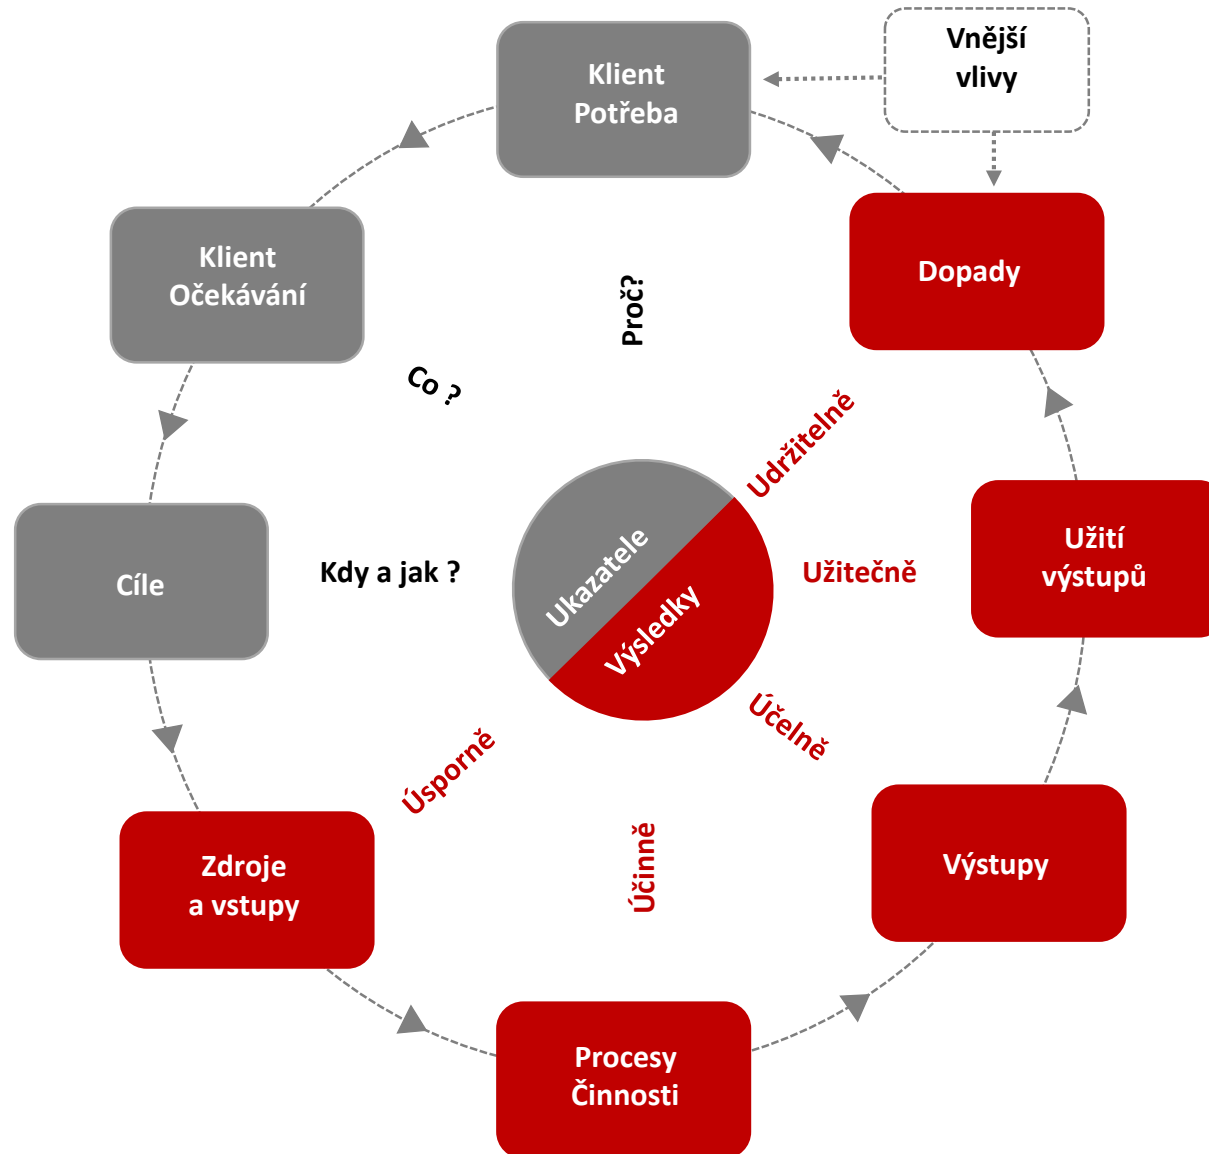 Klient
Potřeba
Vnější
vlivy
Klient
Očekávání
Dopady
Proč?
Co ?
Udržitelně
Cíle
Kdy a jak ?
Ukazatele
Výsledky
Užitečně
Užití
výstupů
Úsporně
Účelně
Zdroje
a vstupy
Účinně
Výstupy
Procesy
Činnosti